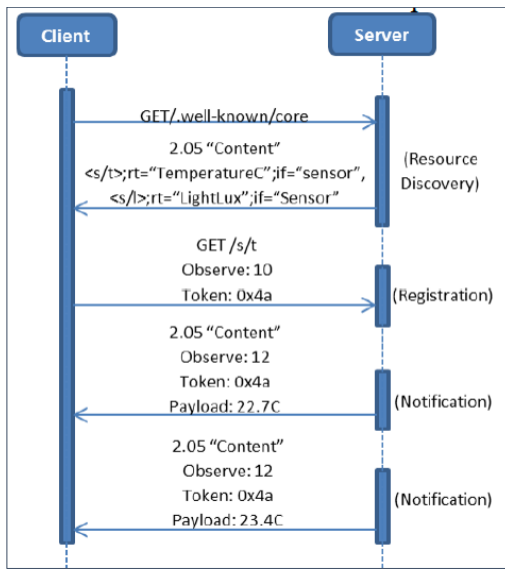 Client
Server
GET/.well-known/core
2.05 “Content”
<s/t>;rt=“TemperatureC”;if=“sensor”,
<s/l>;rt=“LightLux”;if=“Sensor”
(Resource
Discovery)
GET /s/t
Observe: 10
Token: 0x4a
(Registration)
2.05 “Content”
Observe: 12
Token: 0x4a
Payload: 22.7C
(Notification)
2.05 “Content”
Observe: 12
Token: 0x4a
Payload: 23.4C
(Notification)